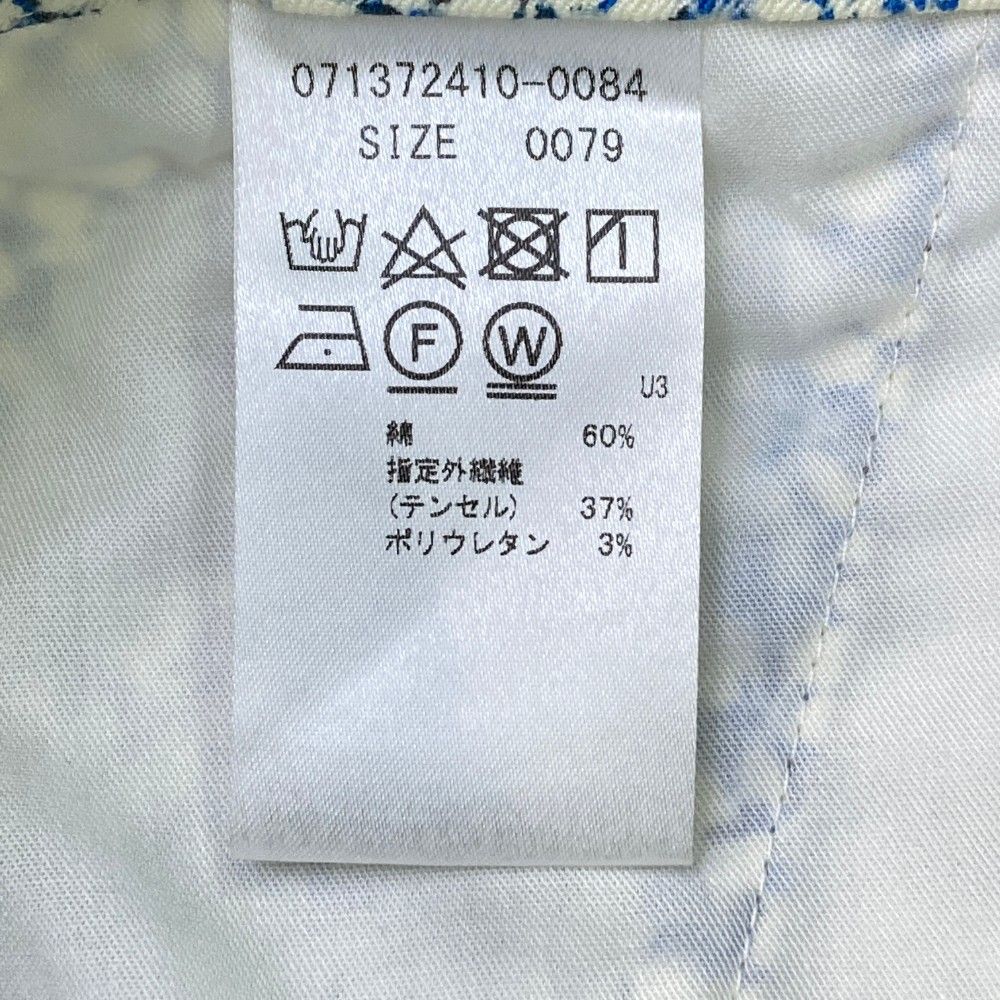 071372410-0084
SIZE 0079
F W
U3
綿 60%
指定外繊維
(テンセル) 37%
ポリウレタン 3%